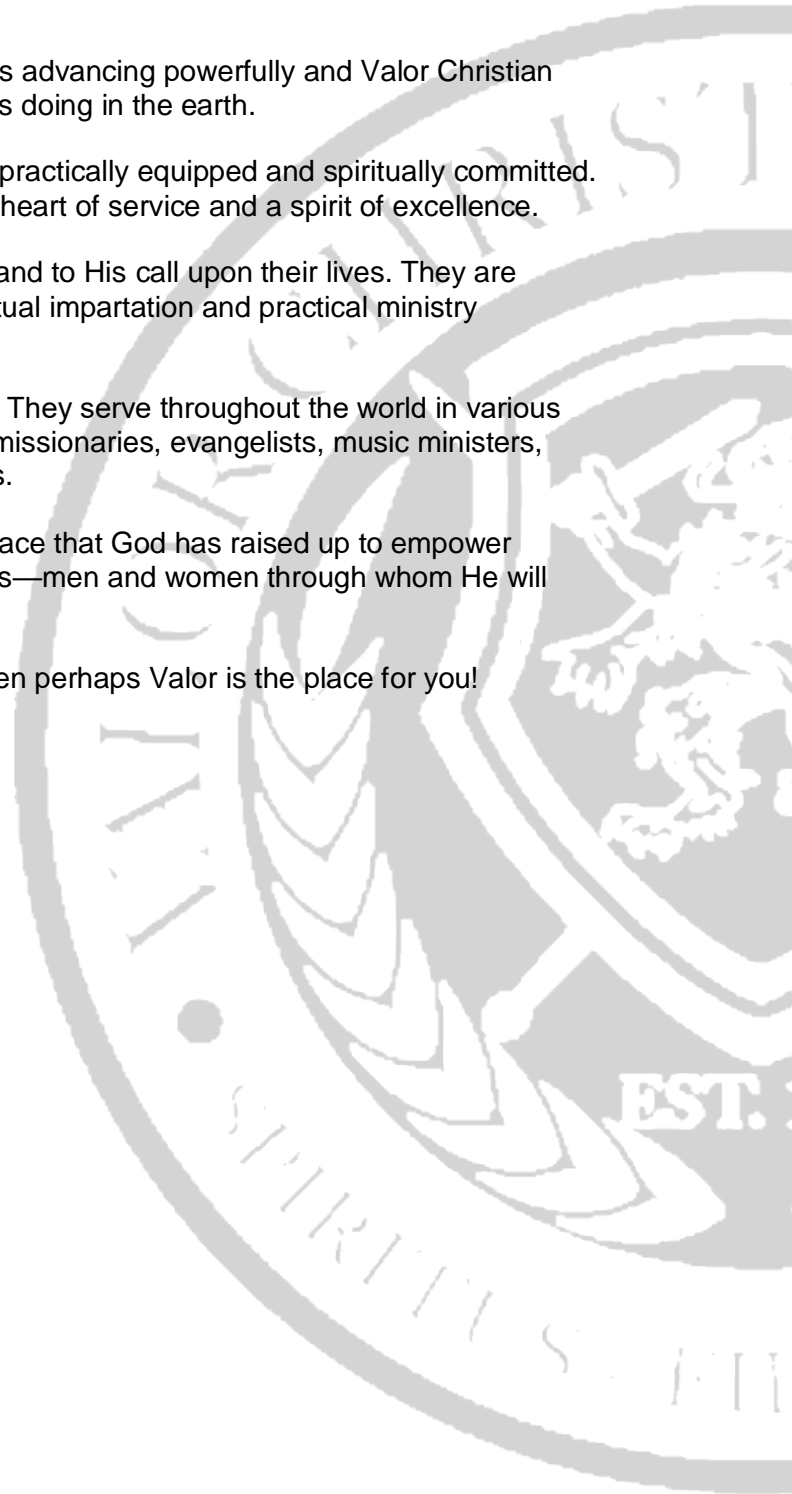 s advancing powerfully and Valor Christian
s doing in the earth.
practically equipped and spiritually committed.
heart of service and a spirit of excellence.
and to His call upon their lives. They are
tual impartation and practical ministry
They serve throughout the world in various
missionaries, evangelists, music ministers,
s.
ace that God has raised up to empower
s—men and women through whom He will
en perhaps Valor is the place for you!
VALOR CHRISTI
EST.
SPIRITUS